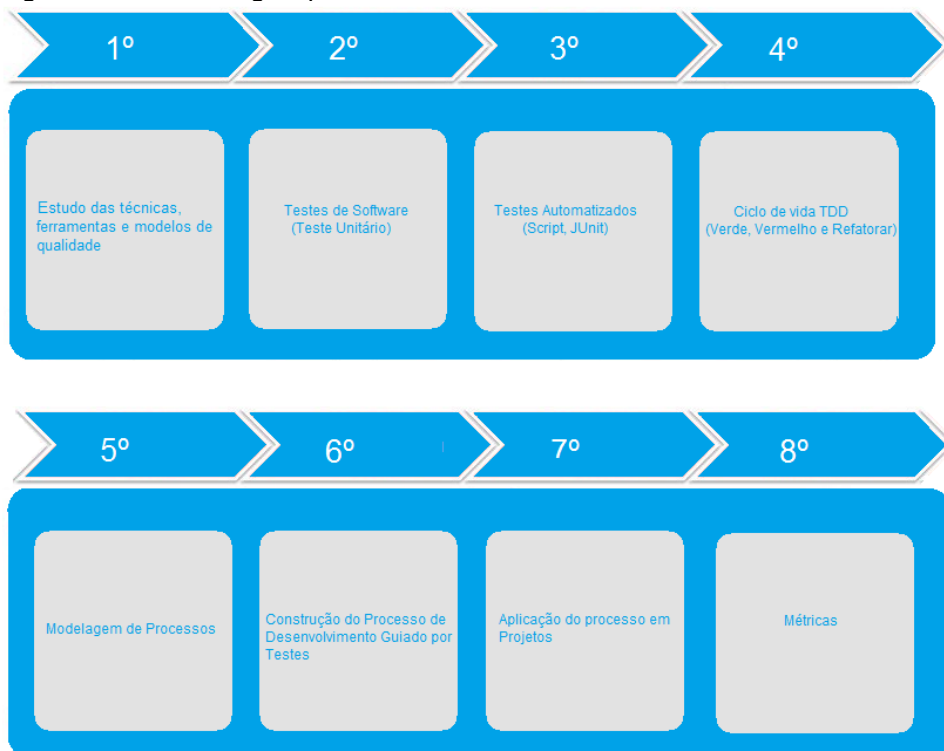 1º
2º
3º
4º
Estudo das técnicas,
ferramentas e modelos de
qualidade
Testes de Software
(Teste Unitário)
Testes Automatizados
(Script, JUnit)
Ciclo de vida TDD
(Verde, Vermelho e Refatorar)
5º
6º
7º
8º
Modelagem de Processos
Construção do Processo de
Desenvolvimento Guiado por
Testes
Aplicação do processo em
Projetos
Métricas